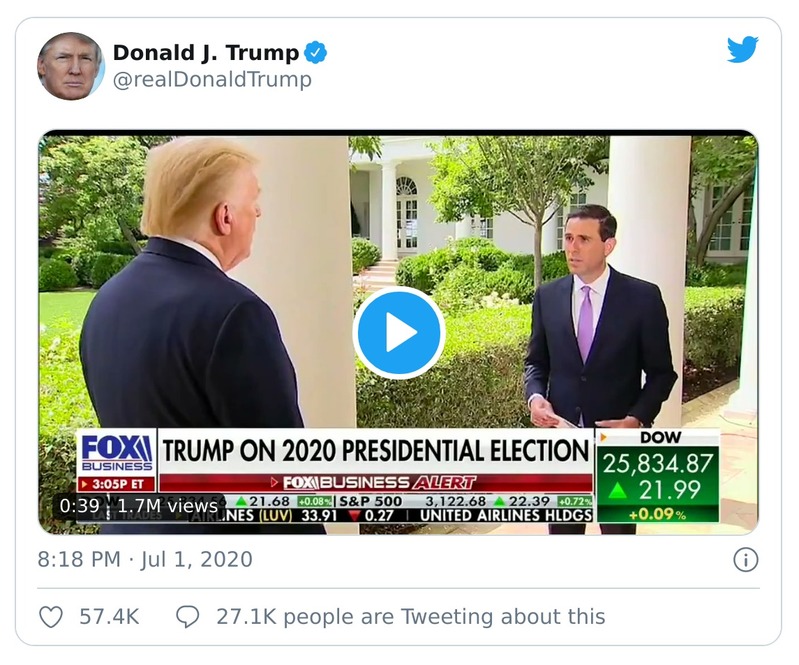 Donald J. Trump
@realDonaldTrump
FOX
BUSINESS
3:05P ET
TRUMP ON 2020 PRESIDENTIAL ELECTION
FOX BUSINESS ALERT
DOW
25,834.87
21.99
+0.09%
21.68 +0.08% S&P 500 3,122.68 22.39 +0.72%
0:39 1.7M views
(LUV) 33.91 0.27 UNITED AIRLINES HLDGS
8:18 PM · Jul 1, 2020
57.4K 27.1K people are Tweeting about this